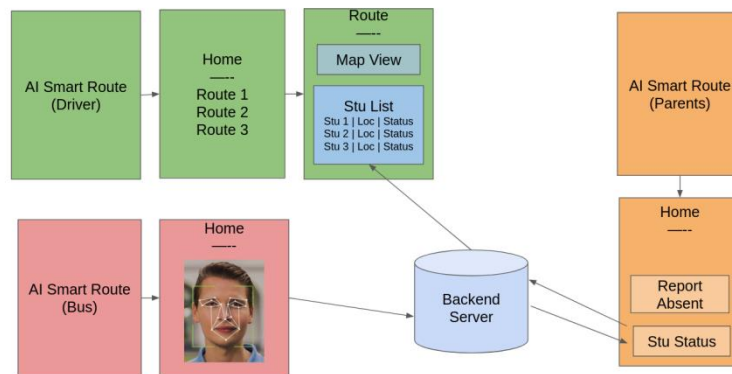 AI Smart Route
(Driver)
Home
—--
Route 1
Route 2
Route 3
Route
—--
Map View
Stu List
Stu 1 | Loc | Status
Stu 2 | Loc | Status
Stu 3 | Loc | Status
AI Smart Route
(Parents)
AI Smart Route
(Bus)
Home
—--
Backend
Server
Home
—--
Report
Absent
Stu Status